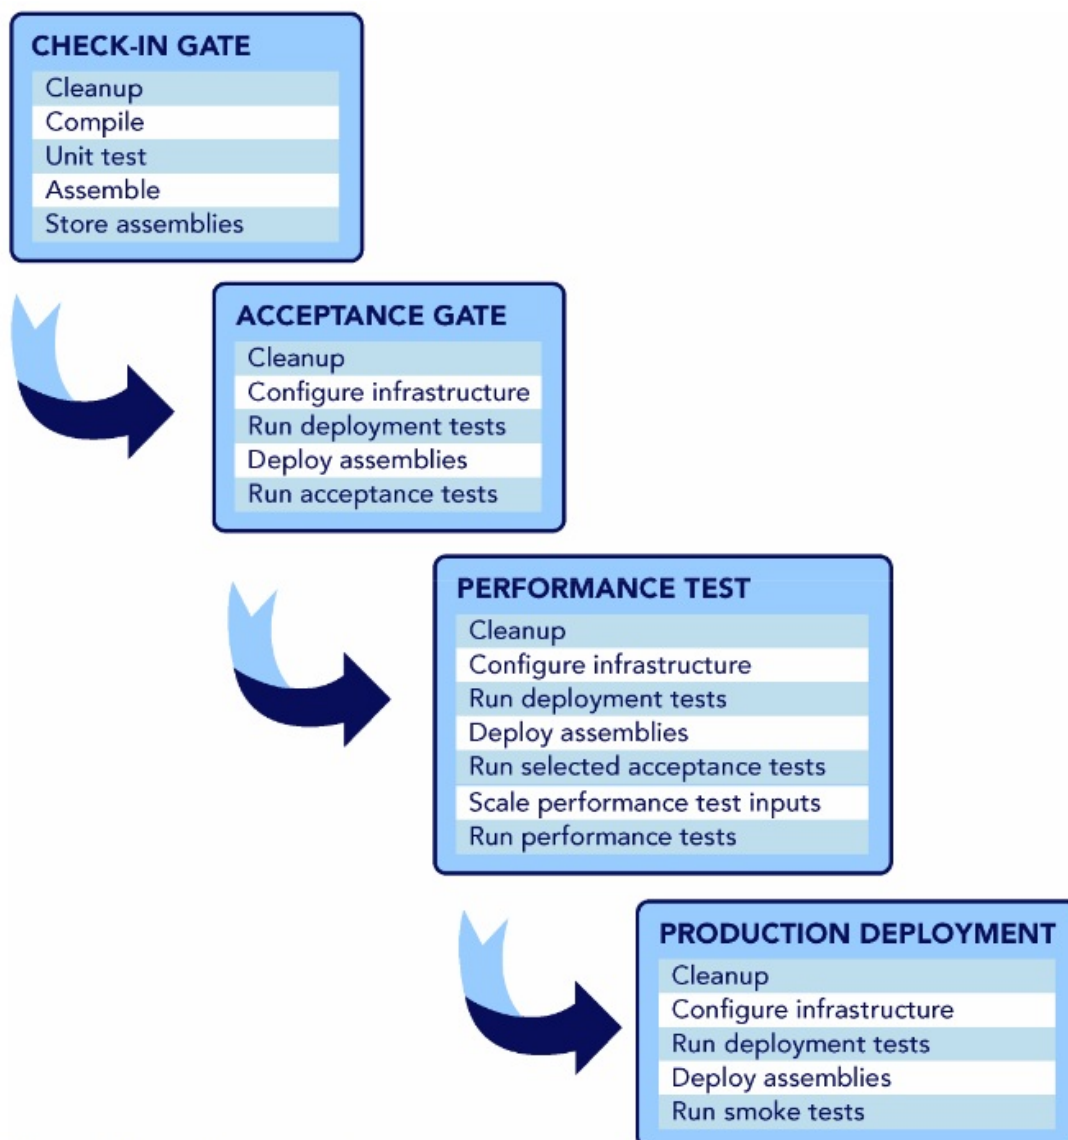 CHECK-IN GATE
Cleanup
Compile
Unit test
Assemble
Store assemblies
ACCEPTANCE GATE
Cleanup
Configure infrastructure
Run deployment tests
Deploy assemblies
Run acceptance tests
PERFORMANCE TEST
Cleanup
Configure infrastructure
Run deployment tests
Deploy assemblies
Run selected acceptance tests
Scale performance test inputs
Run performance tests
PRODUCTION DEPLOYMENT
Cleanup
Configure infrastructure
Run deployment tests
Deploy assemblies
Run smoke tests